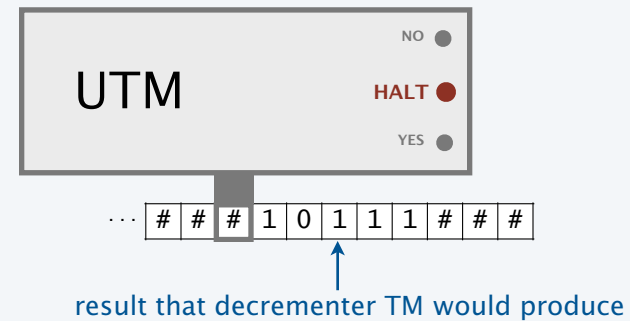 NO
UTM
HALT
YES
... # # # 1 0 1 1 1 # # #
result that decrementer TM would produce